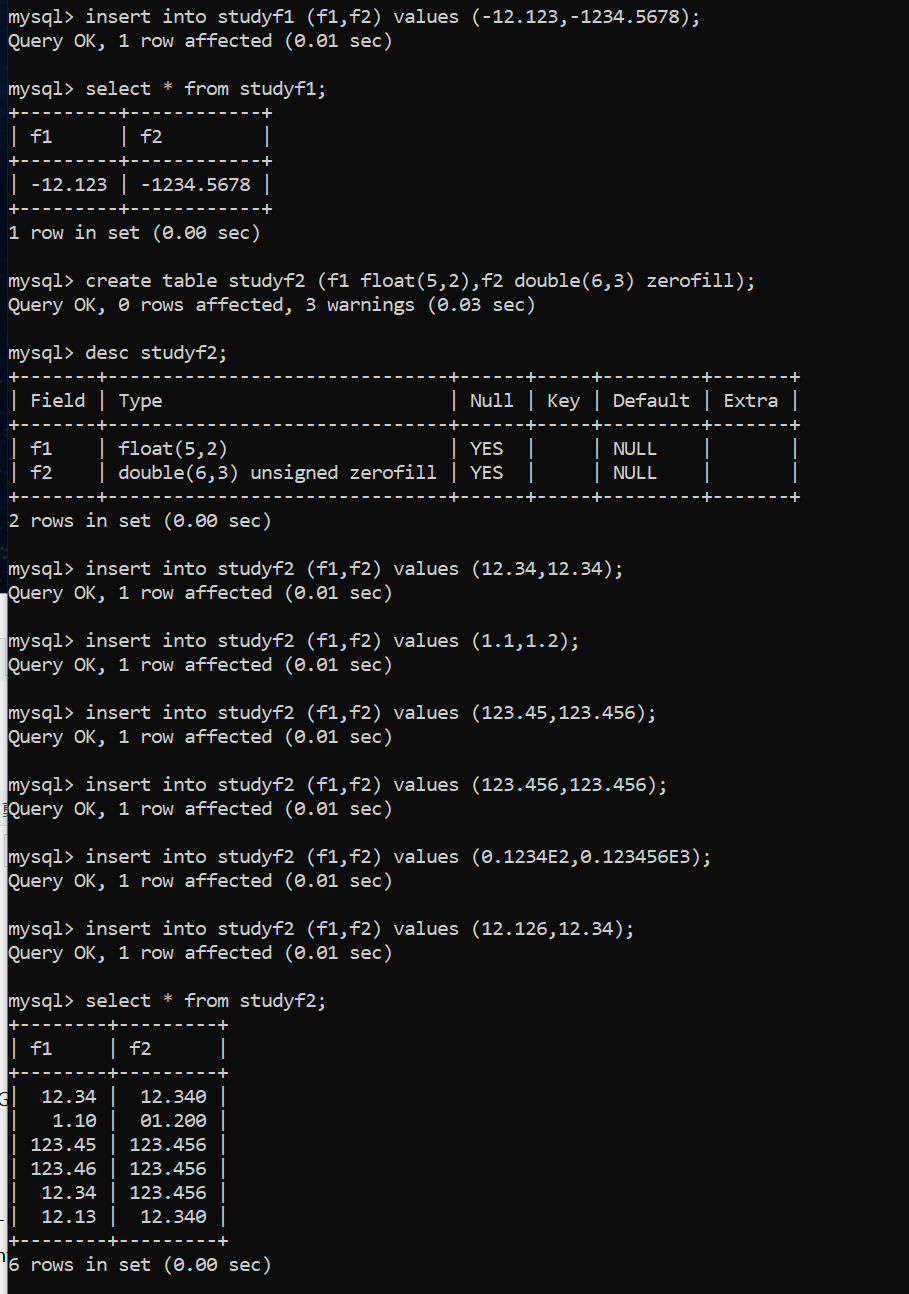 mysql> insert into studyf1 (f1,f2) values (-12.123,-1234.5678);
Query OK, 1 row affected (0.01 sec)

mysql> select * from studyf1;
+---------+------------+
| f1      | f2         |
+---------+------------+
| -12.123 | -1234.5678 |
+---------+------------+
1 row in set (0.00 sec)

mysql> create table studyf2 (f1 float(5,2),f2 double(6,3) zerofill);
Query OK, 0 rows affected, 3 warnings (0.03 sec)

mysql> desc studyf2;
+-------+-------------------------------+------+-----+---------+-------+
| Field | Type                          | Null | Key | Default | Extra |
+-------+-------------------------------+------+-----+---------+-------+
| f1    | float(5,2)                    | YES  |     | NULL    |       |
| f2    | double(6,3) unsigned zerofill | YES  |     | NULL    |       |
+-------+-------------------------------+------+-----+---------+-------+
2 rows in set (0.00 sec)

mysql> insert into studyf2 (f1,f2) values (12.34,12.34);
Query OK, 1 row affected (0.01 sec)

mysql> insert into studyf2 (f1,f2) values (1.1,1.2);
Query OK, 1 row affected (0.01 sec)

mysql> insert into studyf2 (f1,f2) values (123.45,123.456);
Query OK, 1 row affected (0.01 sec)

mysql> insert into studyf2 (f1,f2) values (123.456,123.456);
Query OK, 1 row affected (0.01 sec)

mysql> insert into studyf2 (f1,f2) values (0.1234E2,0.123456E3);
Query OK, 1 row affected (0.01 sec)

mysql> insert into studyf2 (f1,f2) values (12.126,12.34);
Query OK, 1 row affected (0.01 sec)

mysql> select * from studyf2;
+--------+---------+
| f1     | f2      |
+--------+---------+
|  12.34 |  12.340 |
|   1.10 |  01.200 |
| 123.45 | 123.456 |
| 123.46 | 123.456 |
|  12.34 | 123.456 |
|  12.13 |  12.340 |
+--------+---------+
6 rows in set (0.00 sec)